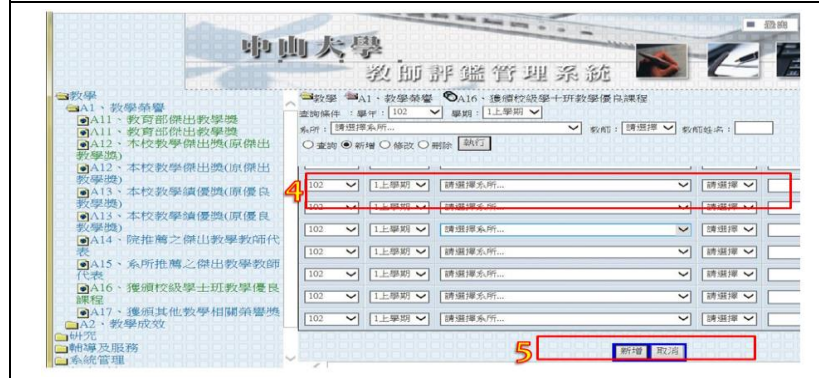 中山大學
教師評鑑管理系統
查詢
教學
A1、教學榮譽
A11、教育部傑出教學獎
A11、教育部傑出教學獎
A12、本校教學傑出獎(原傑出
教學獎)
A12、本校教學傑出獎(原傑出
教學獎)
A13、本校教學績優獎(原優良
教學獎)
A13、本校教學績優獎(原優良
教學獎)
A14、院推薦之傑出教學教師代
表
A15、系所推薦之傑出教學教師
代表
A16、獲頒校級學士班教學優良
課程
A17、獲頒其他教學相關榮譽獎
A2、教學成效
研究
輔導及服務
系統管理
教學 A1、教學榮譽 A16、獲頒校級學士班教學優良課程
查詢條件 :學年: 102 學期: 1上學期
系所: 請選擇系所... 教師: 請選擇 教師姓名:
查詢 新增 修改 刪除 執行
4
102 1上學期 請選擇系所... 請選擇
102 1上學期 請選擇系所... 請選擇
102 1上學期 請選擇系所... 請選擇
102 1上學期 請選擇系所... 請選擇
102 1上學期 請選擇系所... 請選擇
102 1上學期 請選擇系所... 請選擇
102 1上學期 請選擇系所... 請選擇
5
新增 取消